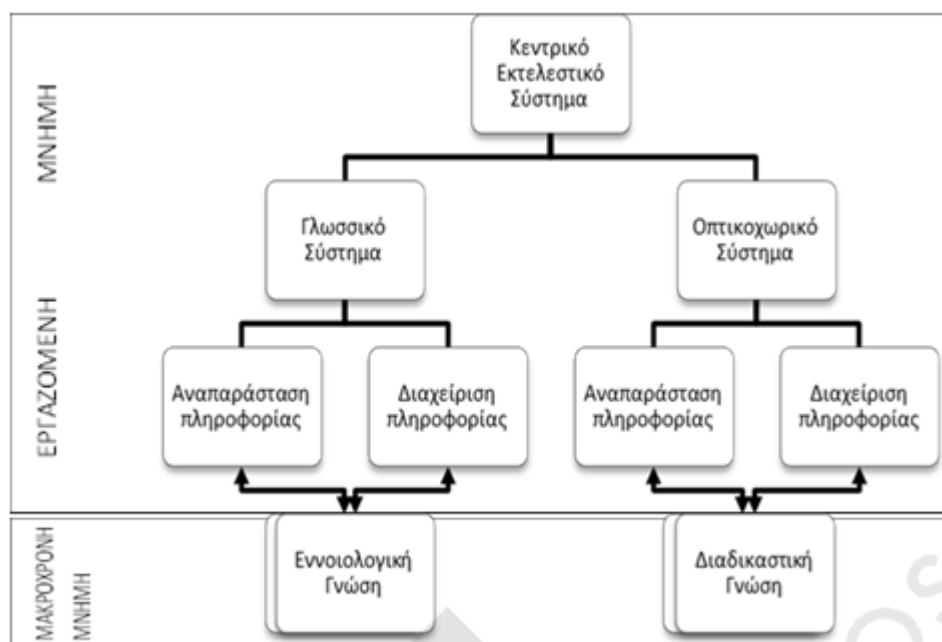 Κεντρικό
Εκτελεστικό
Σύστημα
ΕΡΓΑΖΟΜΕΝΗ ΜΝΗΜΗ
Γλωσσικό
Σύστημα
Οπτικοχωρικό
Σύστημα
Αναπαράσταση
πληροφορίας
Διαχείριση
πληροφορίας
Αναπαράσταση
πληροφορίας
Διαχείριση
πληροφορίας
ΜΑΚΡΟΧΡΟΝΗ
ΜΝΗΜΗ
Εννοιολογική
Γνώση
Διαδικαστική
Γνώση